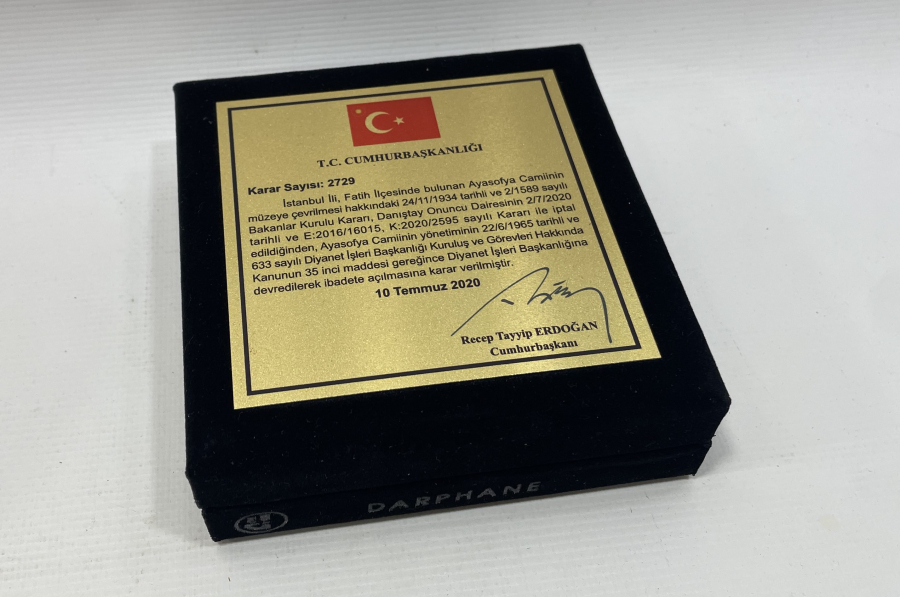 T.C. CUMHURBAŞKANLIĞI
Karar Sayısı: 2729
İstanbul İli, Fatih İlçesinde bulunan Ayasofya Camiinin
müzeye çevrilmesi hakkındaki 24/11/1934 tarihli ve 2/1589 sayılı
Bakanlar Kurulu Kararı, Danıştay Onuncu Dairesinin 2/7/2020
tarihli ve E:2016/16015, K:2020/2595 sayılı Kararı ile iptal
edildiğinden, Ayasofya Camiinin yönetiminin 22/6/1965 tarihli ve
633 sayılı Diyanet İşleri Başkanlığı Kuruluş ve Görevleri Hakkında
Kanunun 35 inci maddesi gereğince Diyanet İşleri Başkanlığına
devredilerek ibadete açılmasına karar verilmiştir.
10 Temmuz 2020
Recep Tayyip ERDOĞAN
Cumhurbaşkanı
DARPHANE